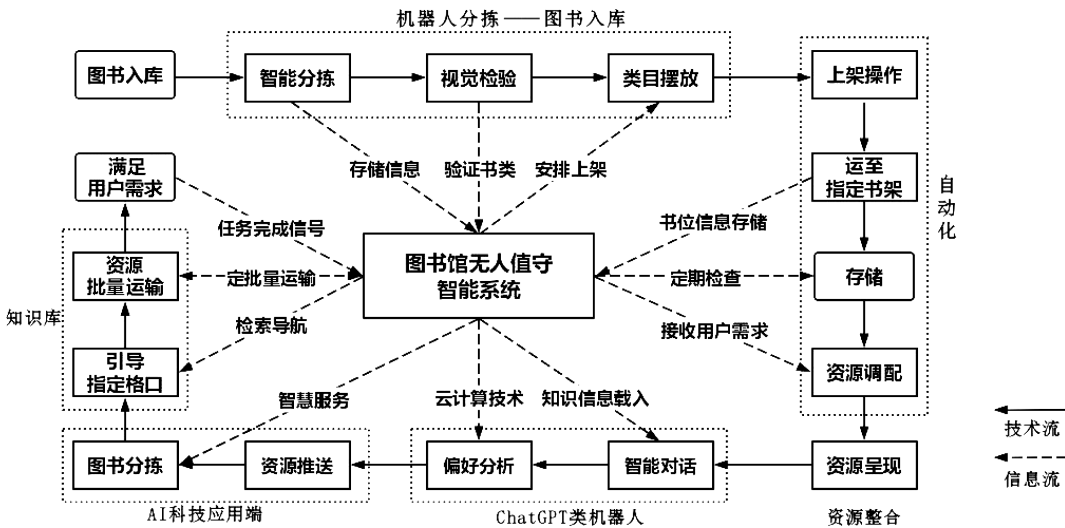 机器人分拣——图书入库
图书入库
智能分拣
视觉检验
类目摆放
上架操作
存储信息
验证书类
安排上架
满足
用户需求
运至
指定书架
自动化
任务完成信号
书位信息存储
图书馆无人值守
智能系统
资源
批量运输
定批量运输
定期检查
存储
知识库
检索导航
接收用户需求
引导
指定格口
资源调配
智慧服务
云计算技术
知识信息载入
技术流
图书分拣
资源推送
偏好分析
智能对话
资源呈现
信息流
AI科技应用端
ChatGPT类机器人
资源整合